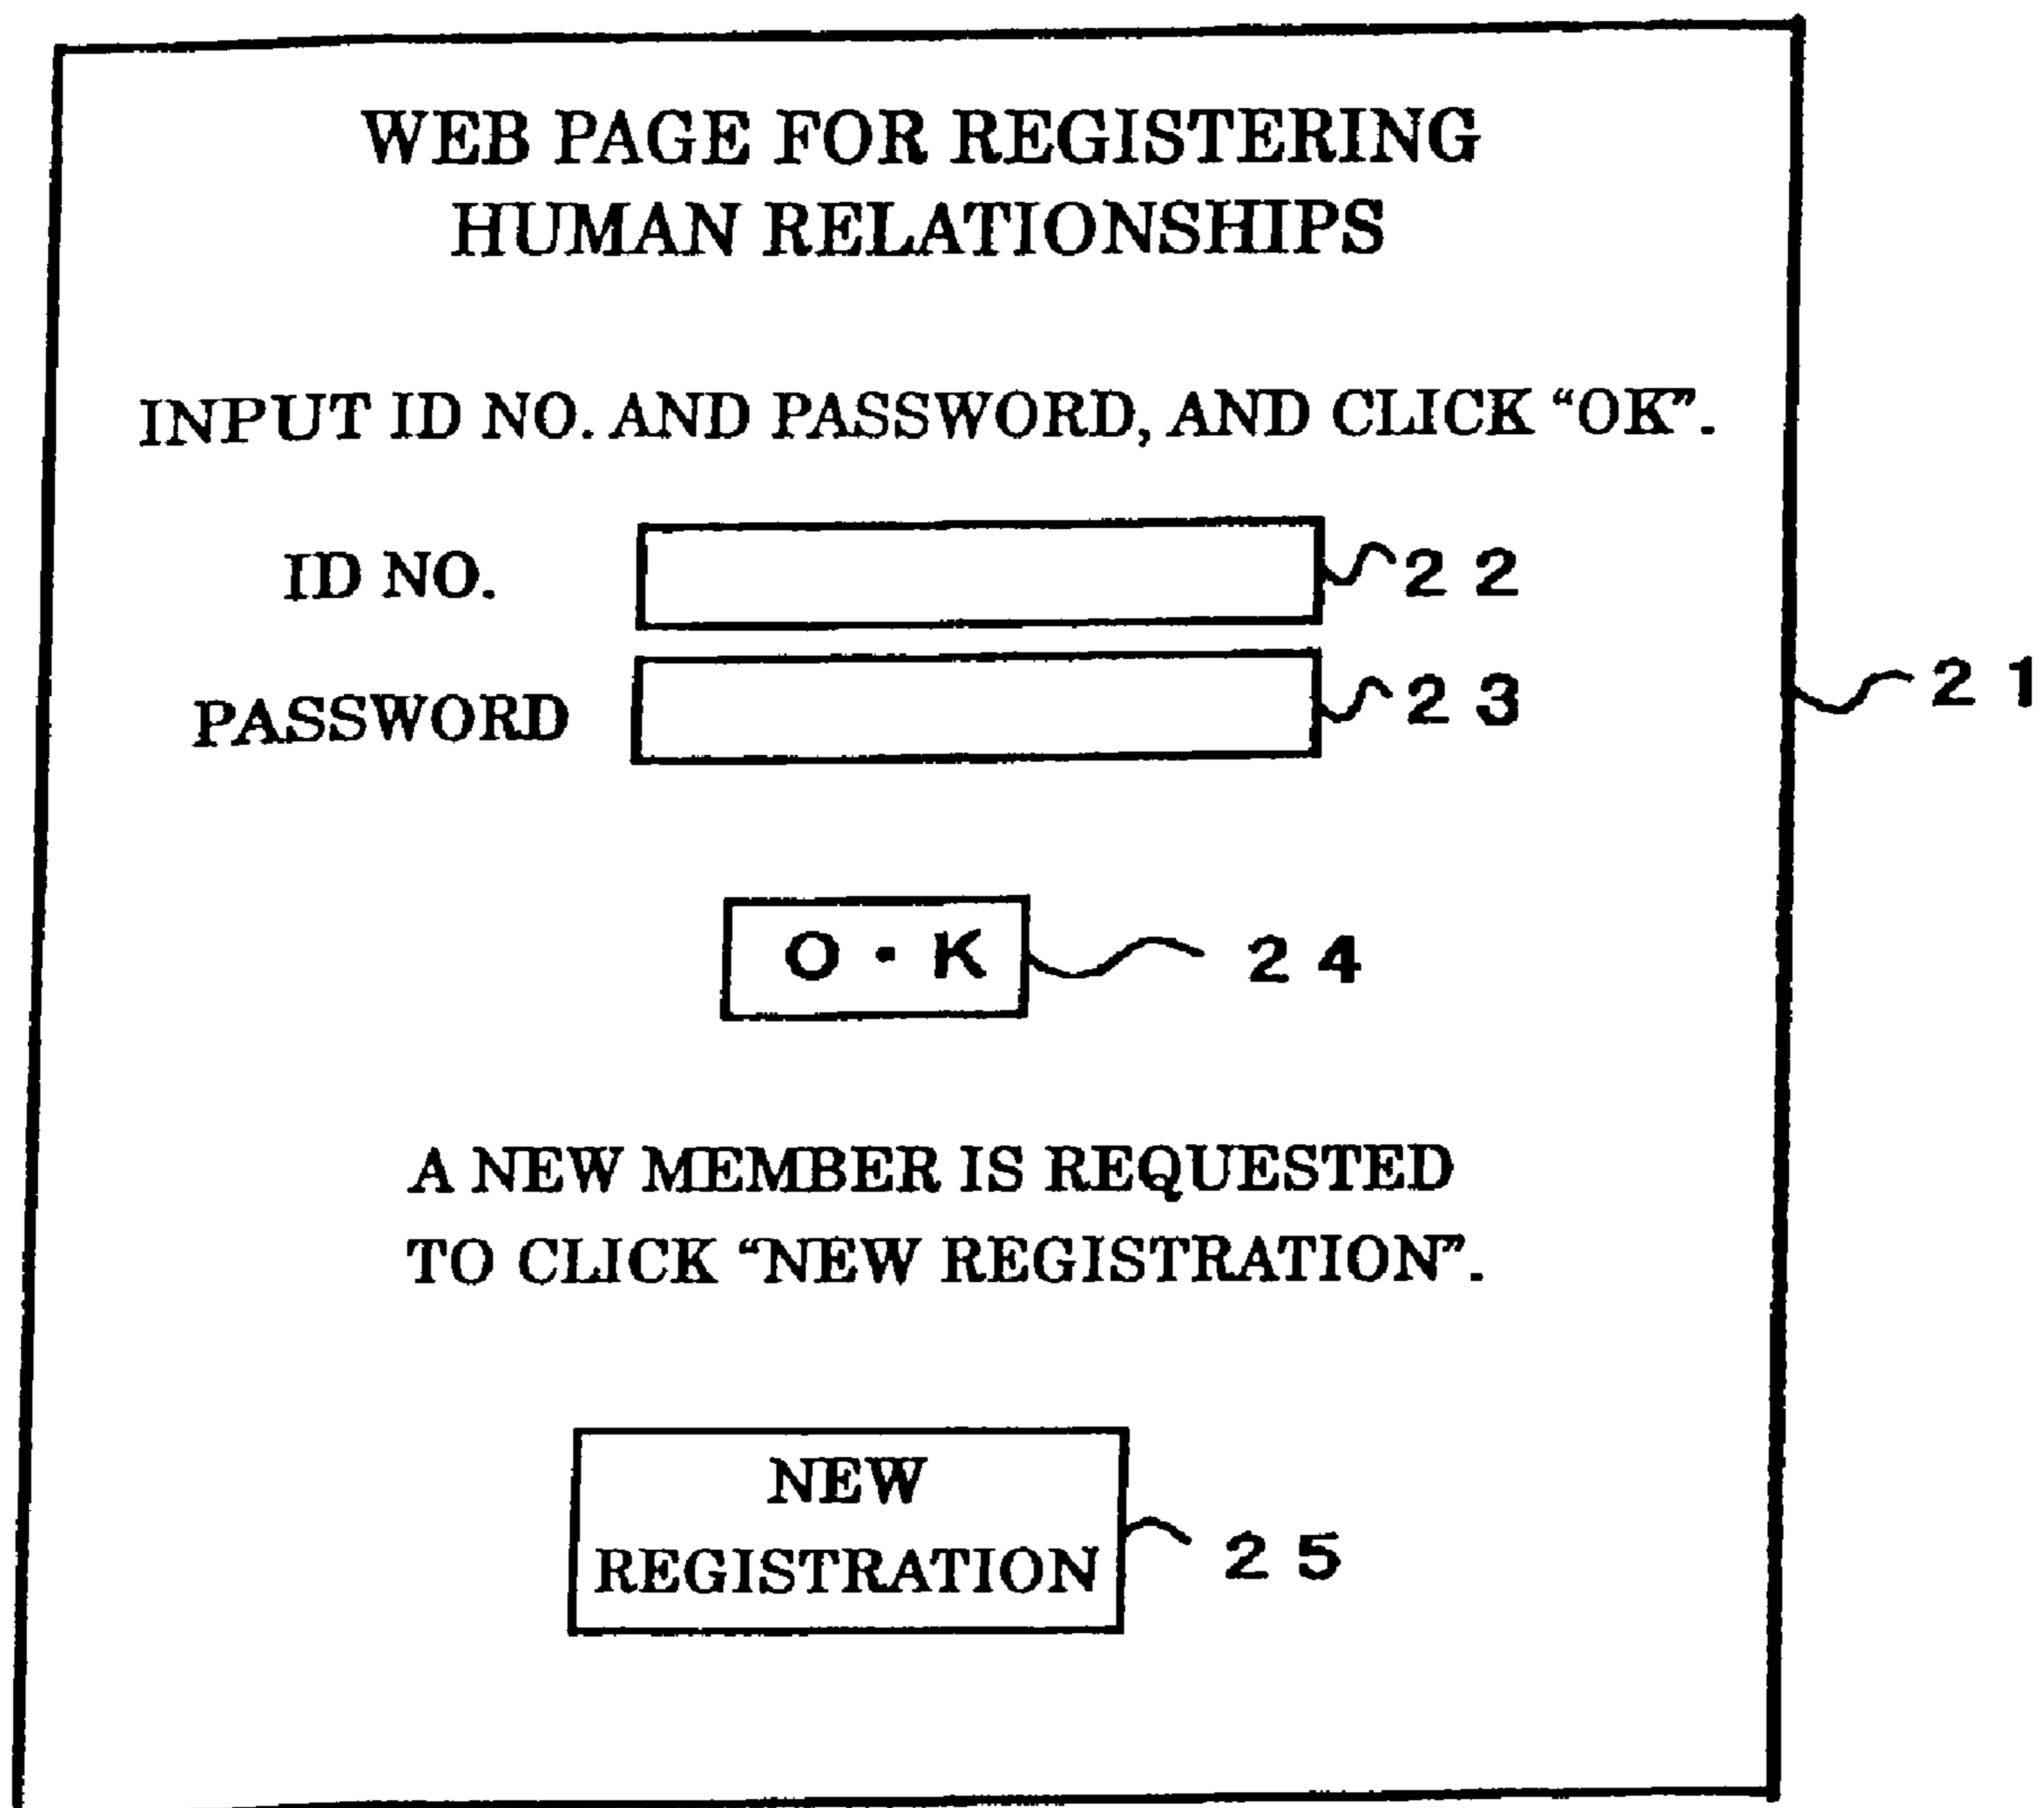 WEB PAGE FOR REGISTERING
HUMAN RELATIONSHIPS
INPUT ID NO. AND PASSWORD, AND CLICK “OK”.
ID NO.
22
PASSWORD
23
21
O・K
24
A NEW MEMBER IS REQUESTED
TO CLICK “NEW REGISTRATION”.
NEW
REGISTRATION
25